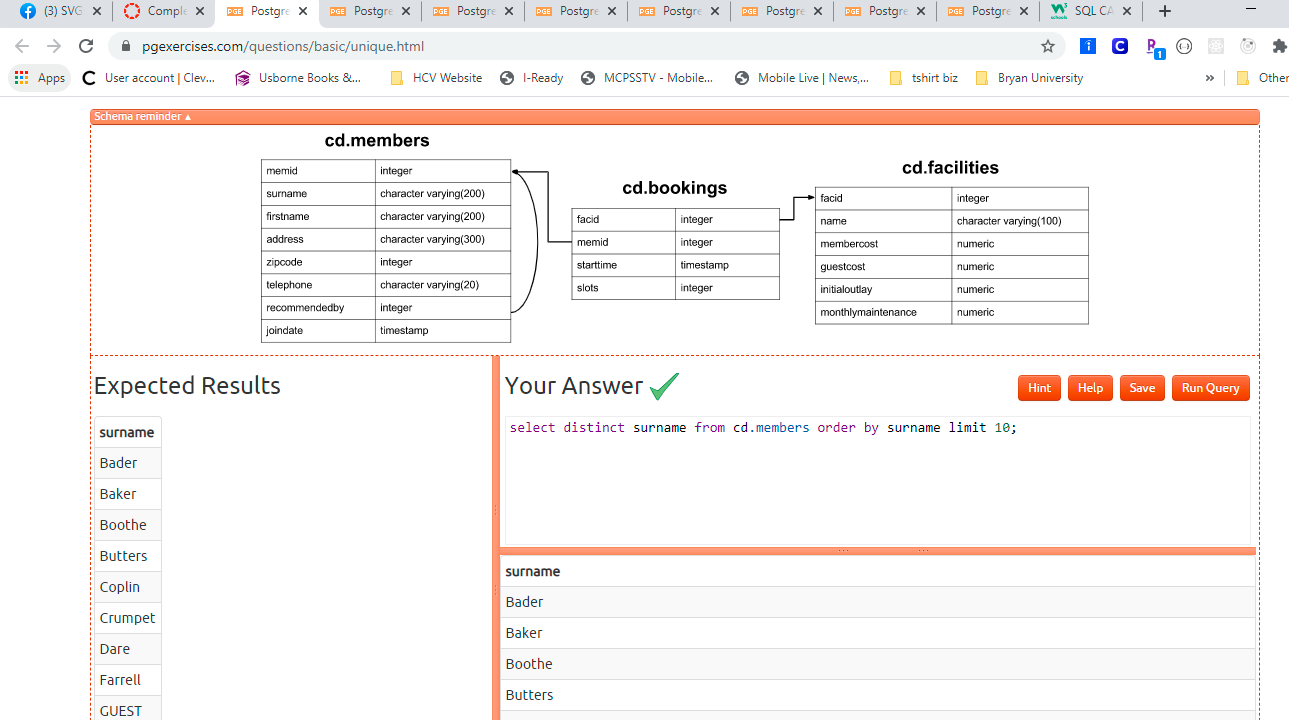 (3) SVG Comple Postgre Postgre Postgre Postgre Postgre Postgre Postgre Postgre SQL CA
pgexercises.com/questions/basic/unique.html
Apps User account | Clev... Usborne Books &... HCV Website I-Ready MCPSSTV - Mobile... Mobile Live | News,... tshirt biz Bryan University » Other
Schema reminder ▲
cd.members
memid integer
surname character varying(200)
firstname character varying(200)
address character varying(300)
zipcode integer
telephone character varying(20)
recommendedby integer
joindate timestamp
cd.bookings
facid integer
memid integer
starttime timestamp
slots integer
cd.facilities
facid integer
name character varying(100)
membercost numeric
guestcost numeric
initialoutlay numeric
monthlymaintenance numeric
Expected Results
surname
Bader
Baker
Boothe
Butters
Coplin
Crumpet
Dare
Farrell
GUEST
Your Answer
Hint Help Save Run Query
select distinct surname from cd.members order by surname limit 10;
surname
Bader
Baker
Boothe
Butters